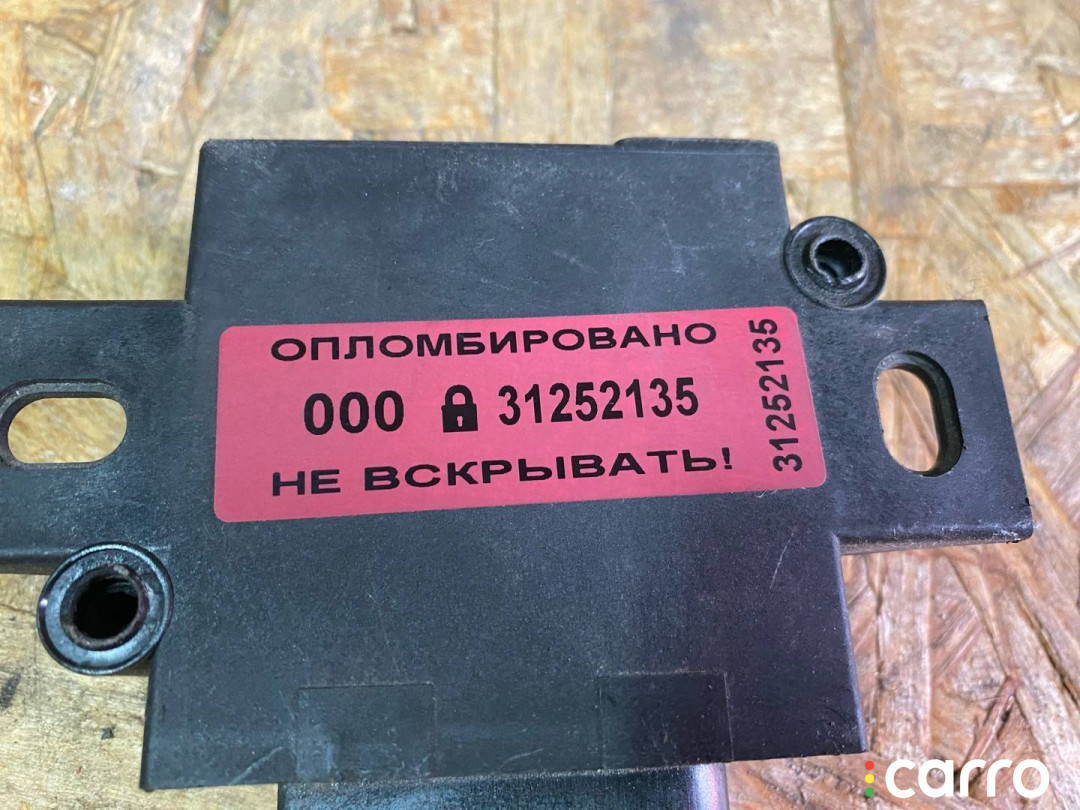 ОПЛОМБИРОВАНО
000 31252135
НЕ ВСКРЫВАТЬ!
31252135
carro